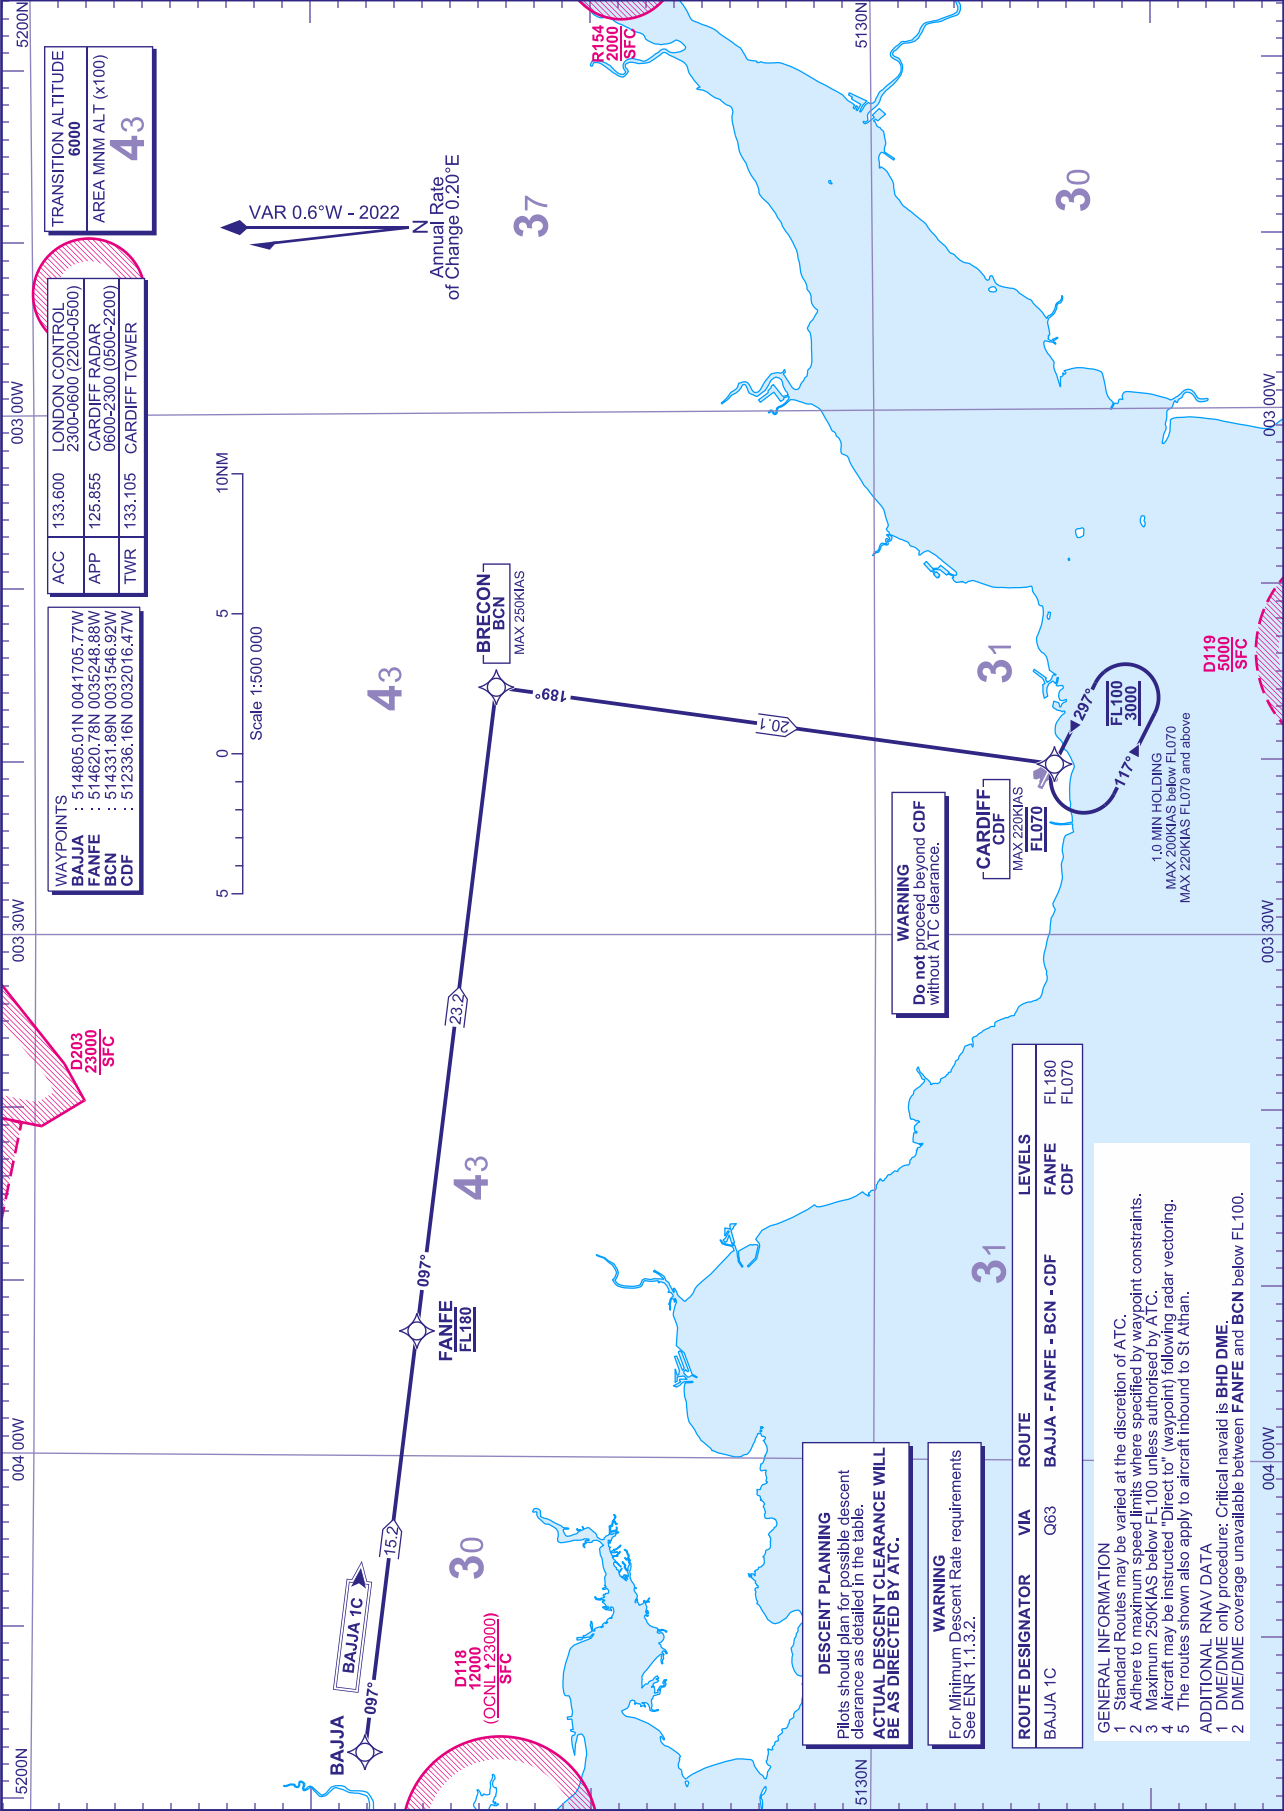 5200N
003 30W
003 00W
5200N
D203
23000
SFC
WAYPOINTS
BAJJA : 514805.01N 0041705.77W
FANFE : 514620.78N 0035248.88W
BCN : 514331.89N 0031546.92W
CDF : 512336.16N 0032016.47W
ACC 133.600 LONDON CONTROL
2300-0600 (2200-0500)
APP 125.855 CARDIFF RADAR
0600-2300 (0500-2200)
TWR 133.105 CARDIFF TOWER
TRANSITION ALTITUDE
6000
AREA MNM ALT (x100)
43
5 0 5 10NM
Scale 1:500 000
VAR 0.6°W - 2022
N
Annual Rate
of Change 0.20°E
BAJJA
BAJJA 1C
097°
15.2
FANFE
FL180
097°
23.2
BRECON
BCN
MAX 250KIAS
189°
20.1
43
43
37
30
D118
12000
(OCNL ↑23000)
SFC
R154
2000
SFC
5130N
5130N
30
31
31
DESCENT PLANNING
Pilots should plan for possible descent
clearance as detailed in the table.
ACTUAL DESCENT CLEARANCE WILL
BE AS DIRECTED BY ATC.
WARNING
For Minimum Descent Rate requirements
See ENR 1.1.3.2.
WARNING
Do not proceed beyond CDF
without ATC clearance.
CARDIFF
CDF
MAX 220KIAS
FL070
297°
117°
FL100
3000
1.0 MIN HOLDING
MAX 200KIAS below FL070
MAX 220KIAS FL070 and above
D119
5000
SFC
ROUTE DESIGNATOR VIA ROUTE LEVELS
BAJJA 1C Q63 BAJJA - FANFE - BCN - CDF FANFE FL180
CDF FL070
GENERAL INFORMATION
1 Standard Routes may be varied at the discretion of ATC.
2 Adhere to maximum speed limits where specified by waypoint constraints.
3 Maximum 250KIAS below FL100 unless authorised by ATC.
4 Aircraft may be instructed "Direct to" (waypoint) following radar vectoring.
5 The routes shown also apply to aircraft inbound to St Athan.
ADDITIONAL RNAV DATA
1 DME/DME only procedure: Critical navaid is BHD DME.
2 DME/DME coverage unavailable between FANFE and BCN below FL100.
004 00W
004 00W
003 30W
003 00W